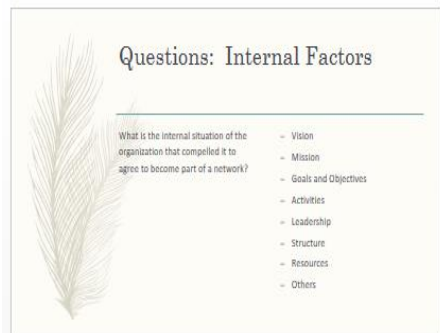 Questions: Internal Factors
What is the internal situation of the
organization that compelled it to
agree to become part of a network?
Vision
Mission
Goals and Objectives
Activities
Leadership
Structure
Resources
Others